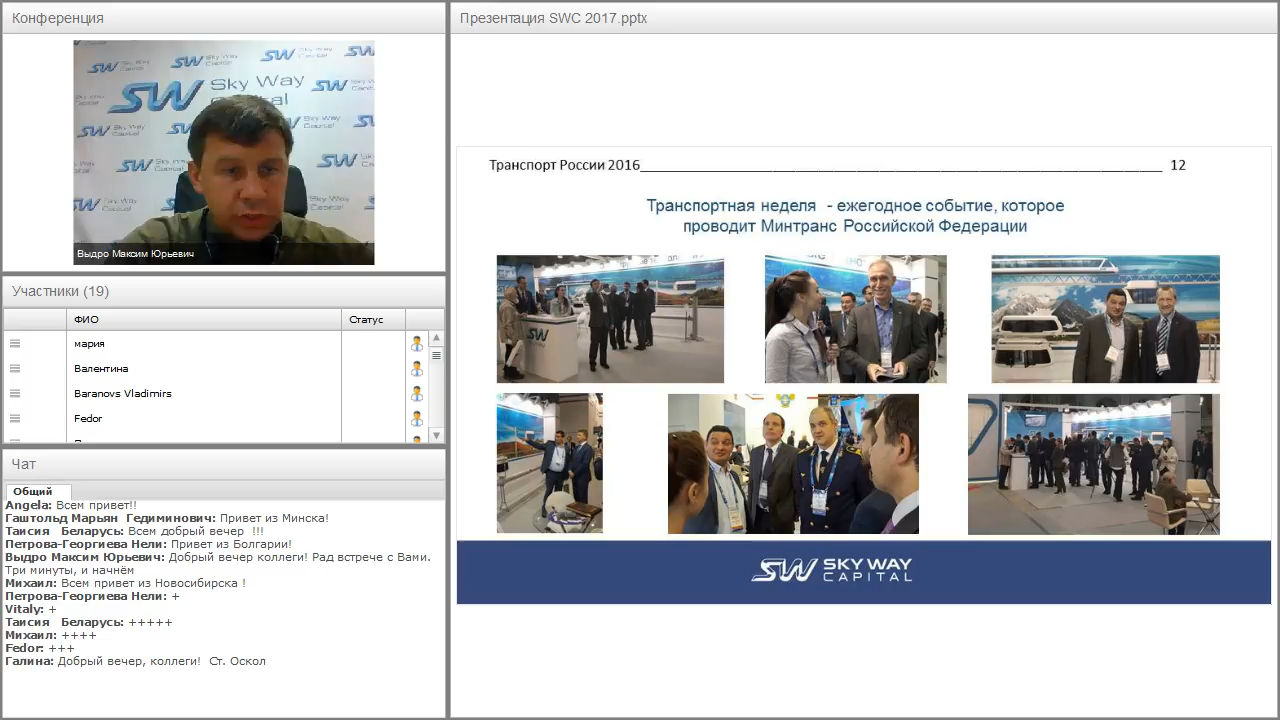 Конференция
SW Sky Way Capital
Выдро Максим Юрьевич
Участники (19)
ФИО Статус
мария
Валентина
Baranovs Vladimirs
Fedor
Чат
Общий
Angela: Всем привет!!
Гаштольд Марьян Гедиминович: Привет из Минска!
Таисия Беларусь: Всем добрый вечер !!!
Петрова-Георгиева Нели: Привет из Болгарии!
Выдро Максим Юрьевич: Добрый вечер коллеги! Рад встрече с Вами.
Три минуты, и начнём
Михаил: Всем привет из Новосибирска !
Петрова-Георгиева Нели: +
Vitaly: +
Таисия Беларусь: +++++
Михаил: ++++
Fedor: +++
Галина: Добрый вечер, коллеги! Ст. Оскол
Презентация SWC 2017.pptx
Транспорт России 2016 12
Транспортная неделя - ежегодное событие, которое
проводит Минтранс Российской Федерации
SW
SW SKY WAY
CAPITAL